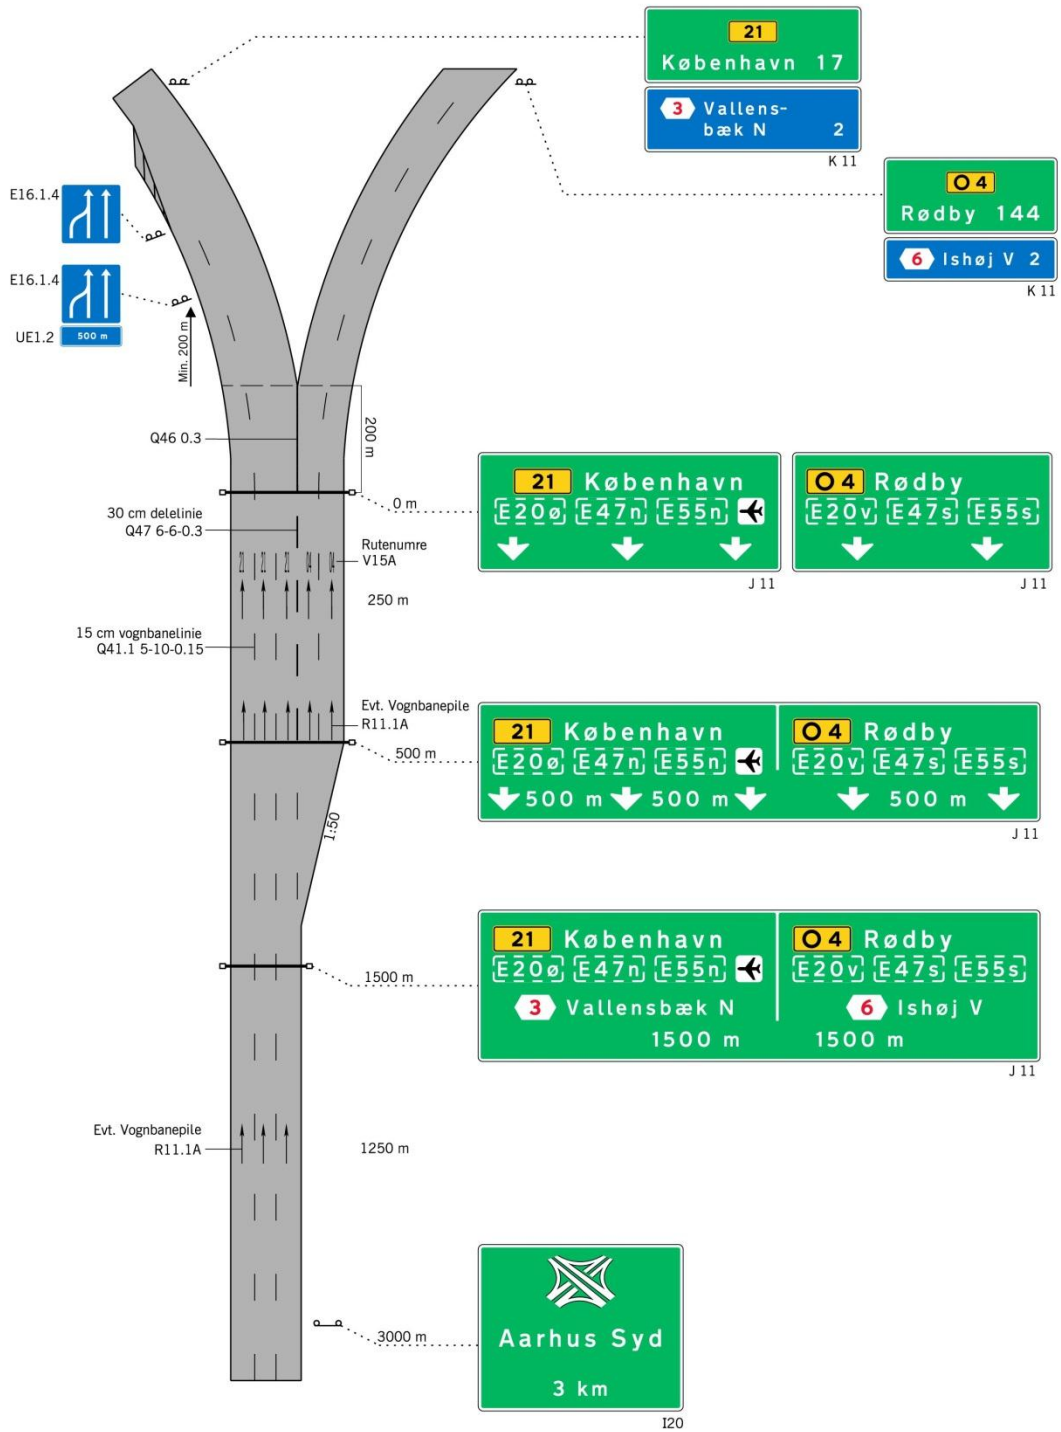 21
København 17
3 Vallens-
bæk N 2
K 11
O 4
Rødby 144
6 Ishøj V 2
K 11
E16.1.4
E16.1.4
UE1.2
500 m
Min. 200 m
Q46 0.3
200 m
0 m
21 København
E20ø E47n E55n
J 11
O 4 Rødby
E20v E47s E55s
J 11
30 cm delelinie
Q47 6-6-0.3
Rutenumre
V15A
21 21 21 O4 O4
250 m
15 cm vognbanelinie
Q41.1 5-10-0.15
Evt. Vognbanepile
R11.1A
500 m
21 København
E20ø E47n E55n
500 m 500 m
O 4 Rødby
E20v E47s E55s
500 m
J 11
1:50
1500 m
21 København
E20ø E47n E55n
3 Vallensbæk N
1500 m
O 4 Rødby
E20v E47s E55s
6 Ishøj V
1500 m
J 11
Evt. Vognbanepile
R11.1A
1250 m
3000 m
Aarhus Syd
3 km
I20